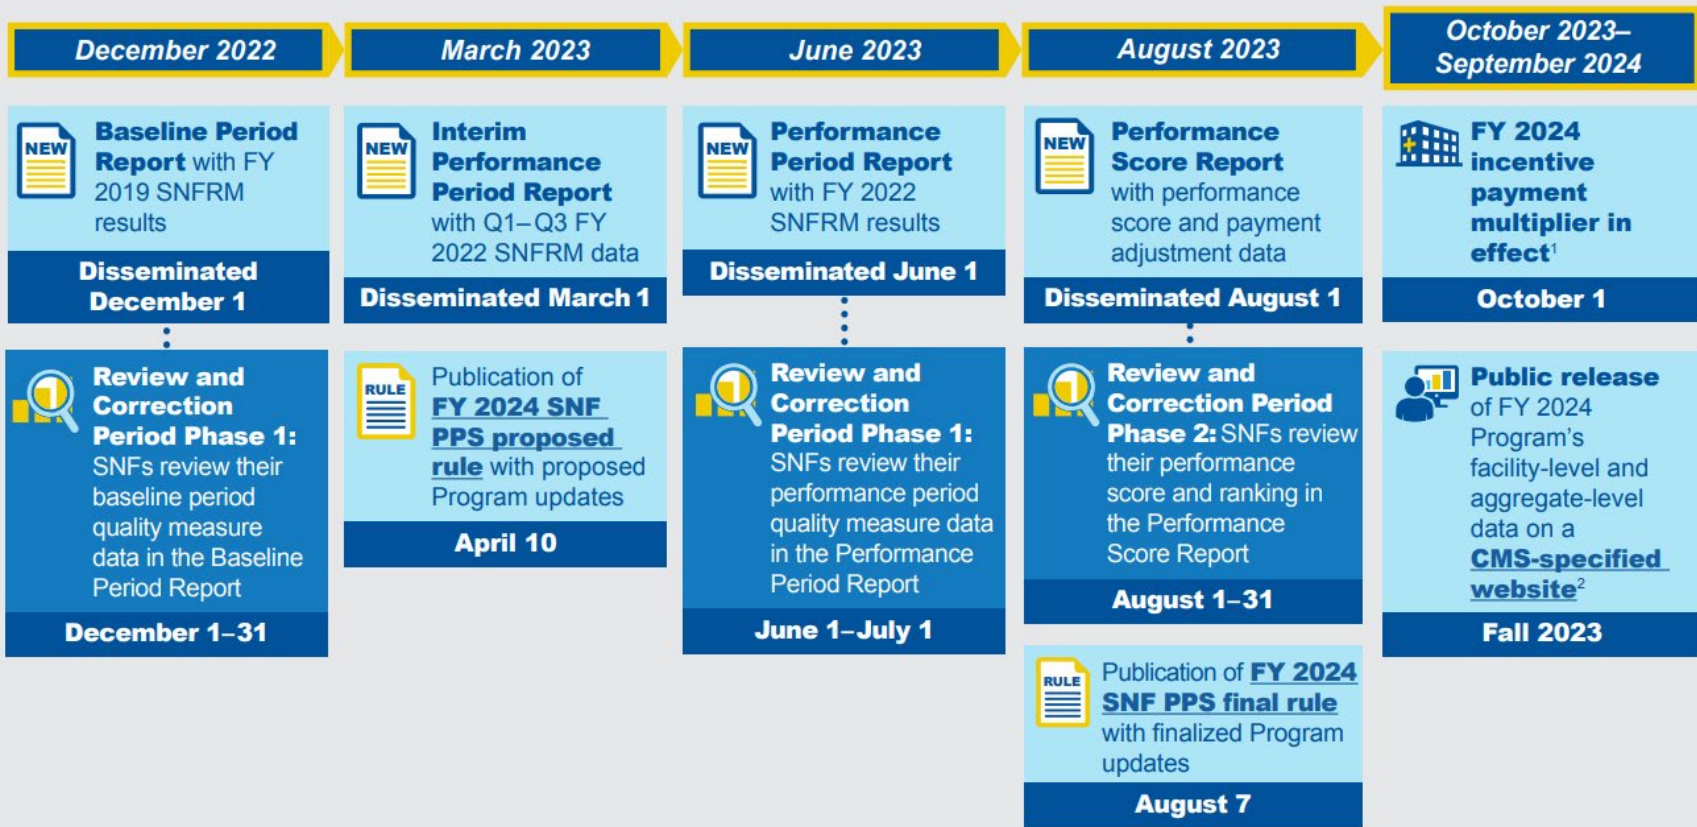 December 2022
March 2023
June 2023
August 2023
October 2023–
September 2024
NEW
Baseline Period
Report with FY
2019 SNFRM
results
Disseminated
December 1
Review and
Correction
Period Phase 1:
SNFs review their
baseline period
quality measure
data in the Baseline
Period Report
December 1–31
NEW
Interim
Performance
Period Report
with Q1–Q3 FY
2022 SNFRM data
Disseminated March 1
RULE
Publication of
FY 2024 SNF
PPS proposed
rule with proposed
Program updates
April 10
NEW
Performance
Period Report
with FY 2022
SNFRM results
Disseminated June 1
Review and
Correction
Period Phase 1:
SNFs review their
performance period
quality measure data
in the Performance
Period Report
June 1–July 1
NEW
Performance
Score Report
with performance
score and payment
adjustment data
Disseminated August 1
Review and
Correction Period
Phase 2: SNFs review
their performance
score and ranking in
the Performance
Score Report
August 1–31
RULE
Publication of FY 2024
SNF PPS final rule
with finalized Program
updates
August 7
FY 2024
incentive
payment
multiplier in
effect¹
October 1
Public release
of FY 2024
Program's
facility-level and
aggregate-level
data on a
CMS-specified
website²
Fall 2023